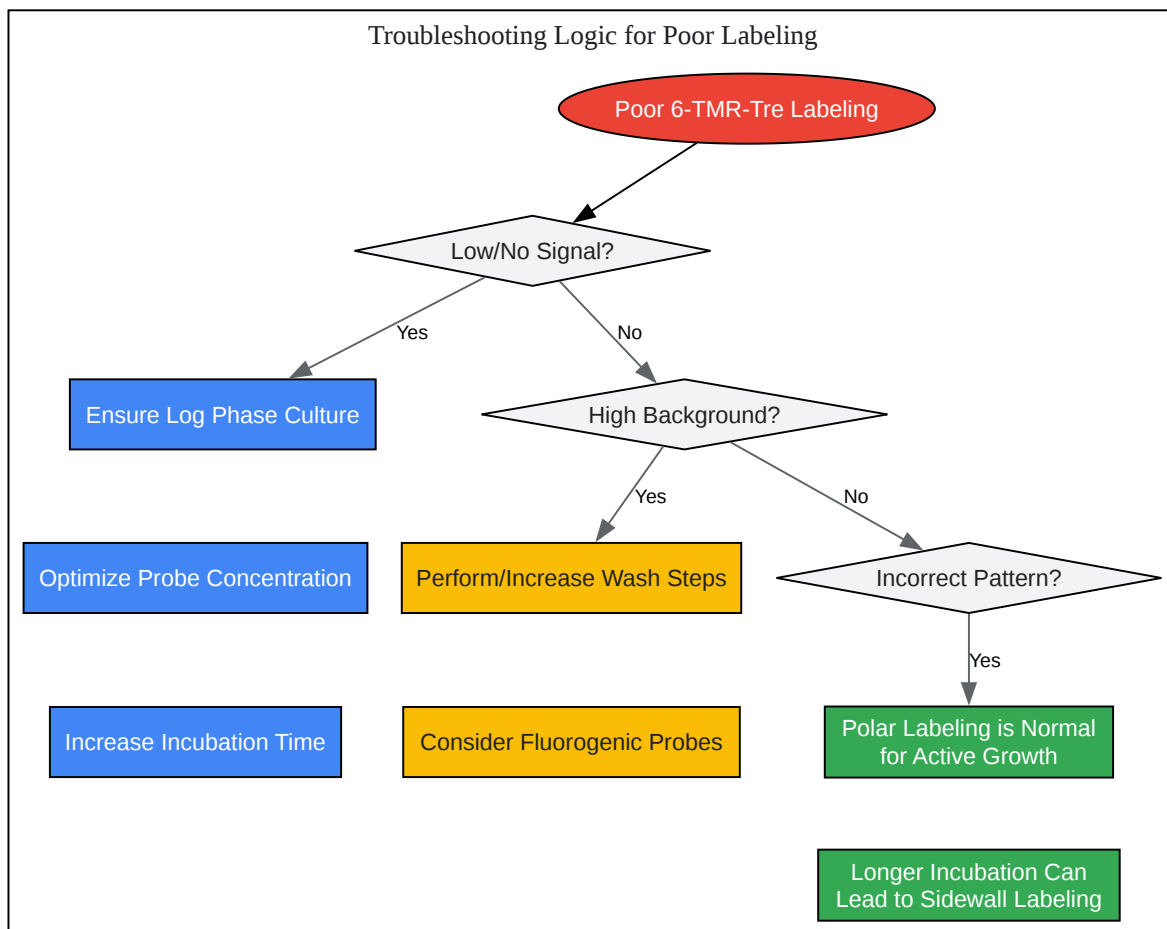 Troubleshooting Logic for Poor Labeling
Poor 6-TMR-Tre Labeling
Low/No Signal?
Yes
No
Ensure Log Phase Culture
High Background?
Yes
No
Optimize Probe Concentration
Perform/Increase Wash Steps
Incorrect Pattern?
Yes
Increase Incubation Time
Consider Fluorogenic Probes
Polar Labeling is Normal
for Active Growth
Longer Incubation Can
Lead to Sidewall Labeling